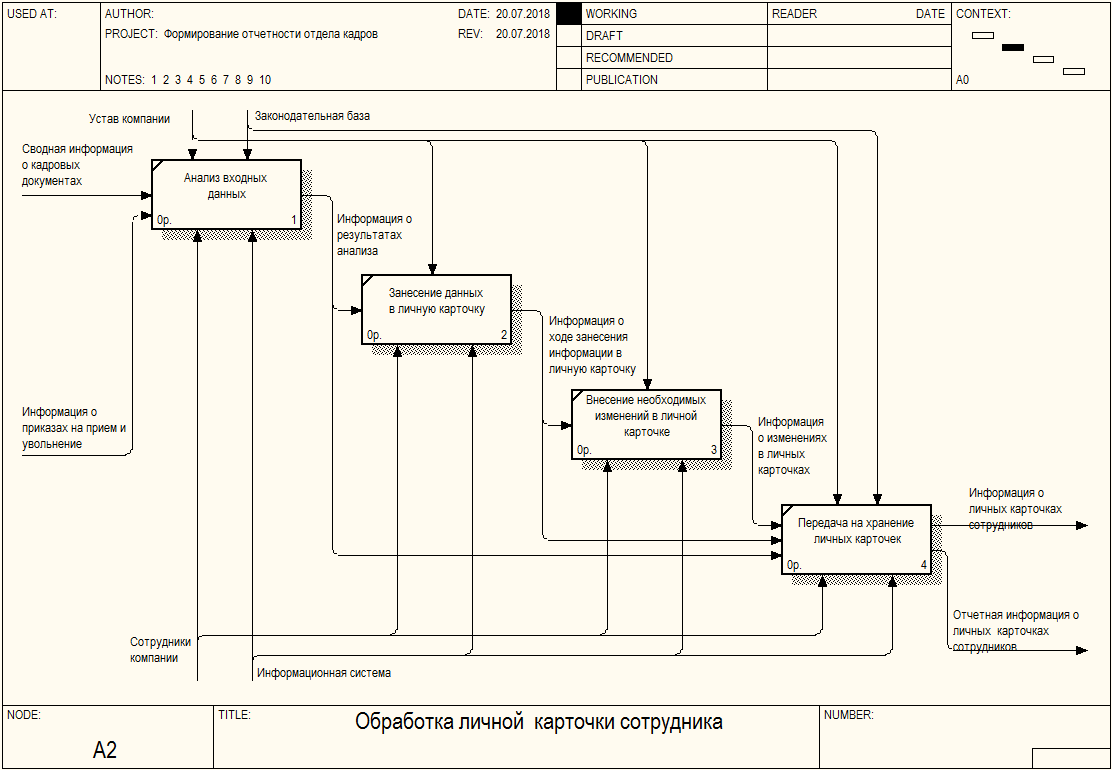 USED AT:
AUTHOR:
DATE: 20.07.2018
PROJECT: Формирование отчетности отдела кадров
REV: 20.07.2018
NOTES: 1 2 3 4 5 6 7 8 9 10
WORKING
DRAFT
RECOMMENDED
PUBLICATION
READER
DATE
CONTEXT:
A0
Устав компании
Законодательная база
Сводная информация
о кадровых
документах
Анализ входных
данных
0р.
1
Информация о
результатах
анализа
Занесение данных
в личную карточку
0р.
2
Информация о
ходе занесения
информации в
личную карточку
Внесение необходимых
изменений в личной
карточке
0р.
3
Информация о
приказах на прием и
увольнение
Информация
о изменениях
в личных
карточках
Передача на хранение
личных карточек
0р.
4
Информация о
личных карточках
сотрудников
Отчетная информация о
личных карточках
сотрудников
Сотрудники
компании
Информационная система
NODE:
A2
TITLE:
Обработка личной карточки сотрудника
NUMBER: